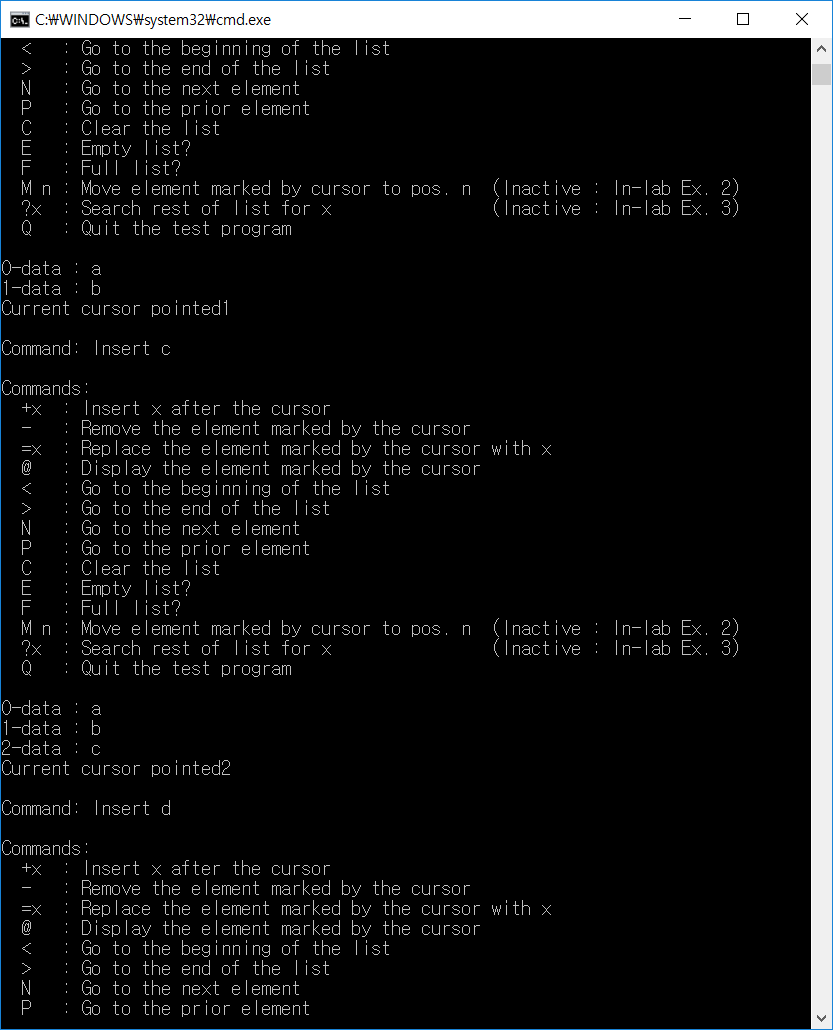 C:₩WINDOWS₩system32₩cmd.exe
< : Go to the beginning of the list
> : Go to the end of the list
N : Go to the next element
P : Go to the prior element
C : Clear the list
E : Empty list?
F : Full list?
M n : Move element marked by cursor to pos. n (Inactive : In-lab Ex. 2)
?x : Search rest of list for x (Inactive : In-lab Ex. 3)
Q : Quit the test program
0-data : a
1-data : b
Current cursor pointed1
Command: Insert c
Commands:
+x : Insert x after the cursor
- : Remove the element marked by the cursor
=x : Replace the element marked by the cursor with x
@ : Display the element marked by the cursor
< : Go to the beginning of the list
> : Go to the end of the list
N : Go to the next element
P : Go to the prior element
C : Clear the list
E : Empty list?
F : Full list?
M n : Move element marked by cursor to pos. n (Inactive : In-lab Ex. 2)
?x : Search rest of list for x (Inactive : In-lab Ex. 3)
Q : Quit the test program
0-data : a
1-data : b
2-data : c
Current cursor pointed2
Command: Insert d
Commands:
+x : Insert x after the cursor
- : Remove the element marked by the cursor
=x : Replace the element marked by the cursor with x
@ : Display the element marked by the cursor
< : Go to the beginning of the list
> : Go to the end of the list
N : Go to the next element
P : Go to the prior element